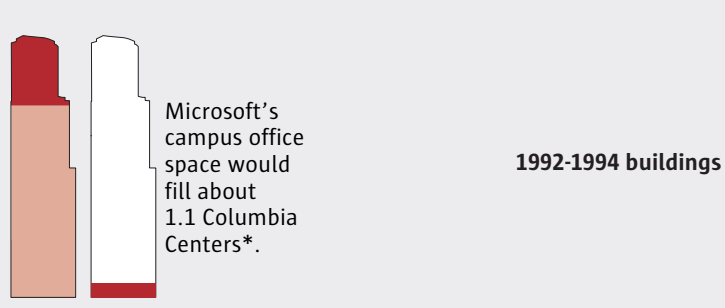 Microsoft's
campus office
space would
fill about
1.1 Columbia
Centers*.
1992-1994 buildings